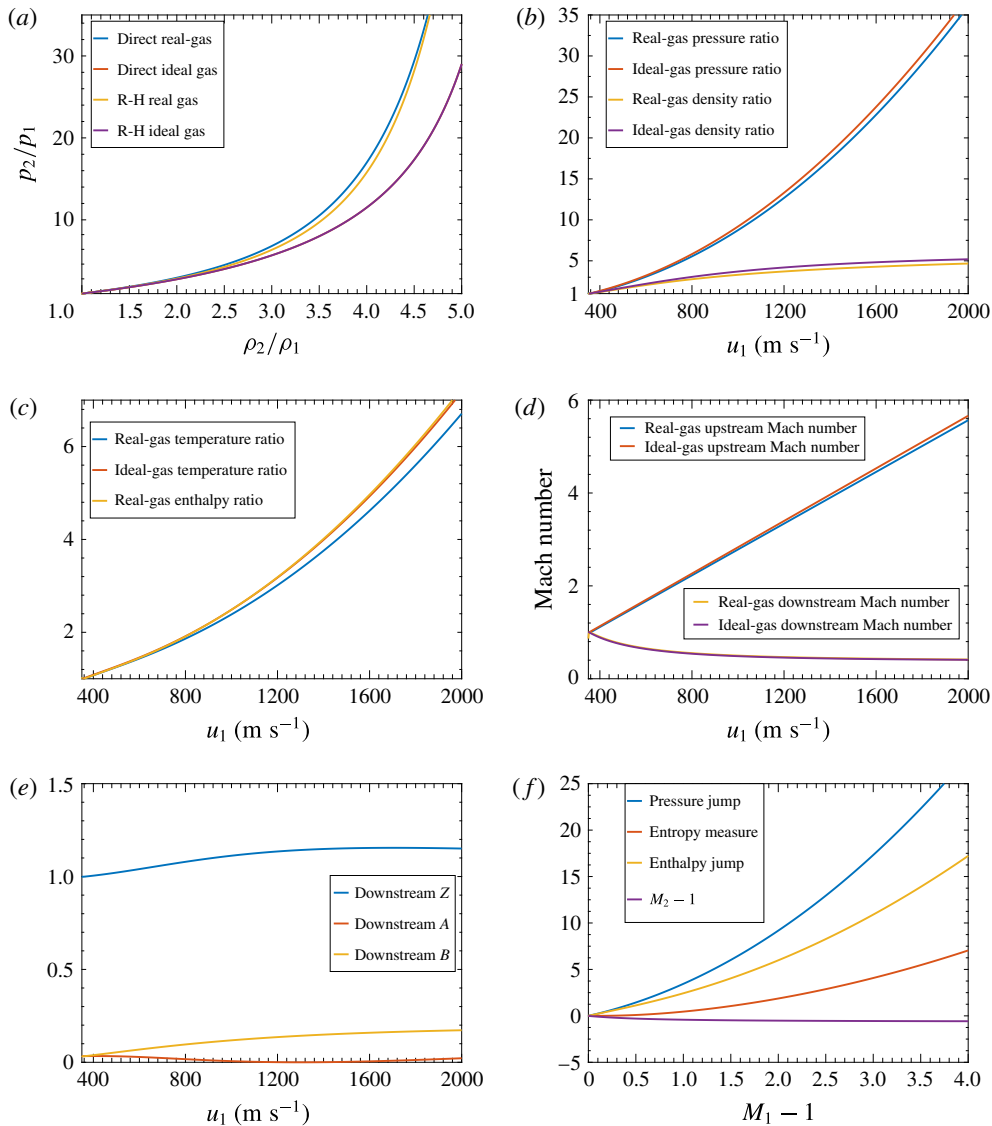 (a)
Direct real-gas
Direct ideal gas
R-H real gas
R-H ideal gas
30
20
10
p2/p1
1.0 1.5 2.0 2.5 3.0 3.5 4.0 4.5 5.0
ρ2/ρ1
(b)
Real-gas pressure ratio
Ideal-gas pressure ratio
Real-gas density ratio
Ideal-gas density ratio
35
30
25
20
15
10
5
1
400 800 1200 1600 2000
u1 (m s−1)
(c)
Real-gas temperature ratio
Ideal-gas temperature ratio
Real-gas enthalpy ratio
6
4
2
400 800 1200 1600 2000
u1 (m s−1)
(d)
Real-gas upstream Mach number
Ideal-gas upstream Mach number
Real-gas downstream Mach number
Ideal-gas downstream Mach number
6
4
2
0
Mach number
400 800 1200 1600 2000
u1 (m s−1)
(e)
1.5
1.0
0.5
0
Downstream Z
Downstream A
Downstream B
400 800 1200 1600 2000
u1 (m s−1)
(f)
Pressure jump
Entropy measure
Enthalpy jump
M2 − 1
25
20
15
10
5
0
−5
0 0.5 1.0 1.5 2.0 2.5 3.0 3.5 4.0
M1 − 1